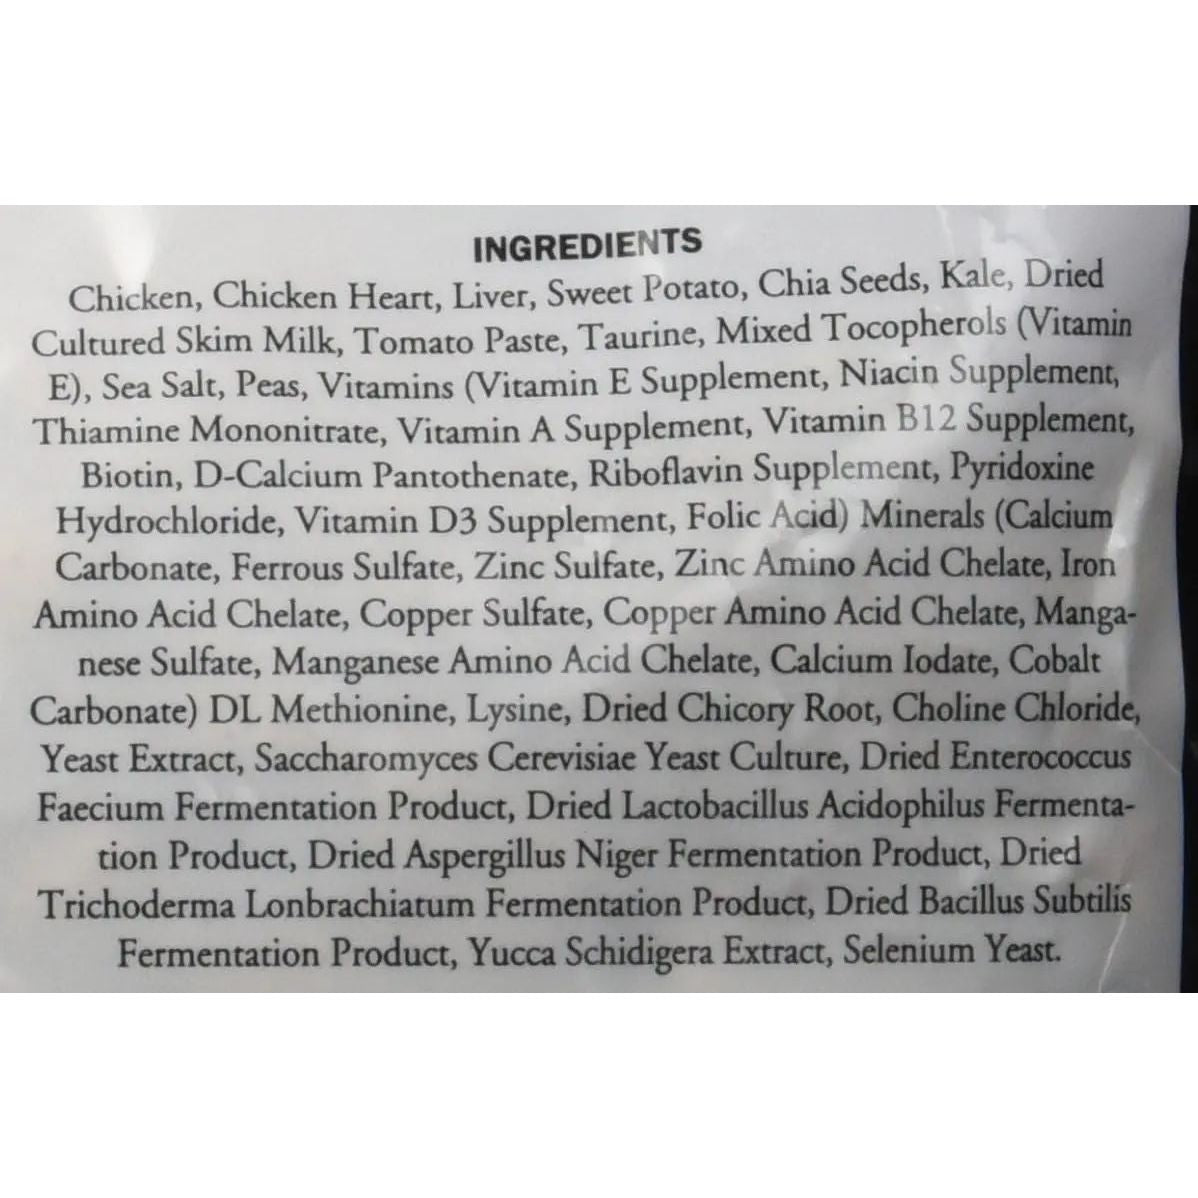 INGREDIENTS
Chicken, Chicken Heart, Liver, Sweet Potato, Chia Seeds, Kale, Dried
Cultured Skim Milk, Tomato Paste, Taurine, Mixed Tocopherols (Vitamin
E), Sea Salt, Peas, Vitamins (Vitamin E Supplement, Niacin Supplement,
Thiamine Mononitrate, Vitamin A Supplement, Vitamin B12 Supplement,
Biotin, D-Calcium Pantothenate, Riboflavin Supplement, Pyridoxine
Hydrochloride, Vitamin D3 Supplement, Folic Acid) Minerals (Calcium
Carbonate, Ferrous Sulfate, Zinc Sulfate, Zinc Amino Acid Chelate, Iron
Amino Acid Chelate, Copper Sulfate, Copper Amino Acid Chelate, Manga-
nese Sulfate, Manganese Amino Acid Chelate, Calcium Iodate, Cobalt
Carbonate) DL Methionine, Lysine, Dried Chicory Root, Choline Chloride,
Yeast Extract, Saccharomyces Cerevisiae Yeast Culture, Dried Enterococcus
Faecium Fermentation Product, Dried Lactobacillus Acidophilus Fermenta-
tion Product, Dried Aspergillus Niger Fermentation Product, Dried
Trichoderma Lonbrachiatum Fermentation Product, Dried Bacillus Subtilis
Fermentation Product, Yucca Schidigera Extract, Selenium Yeast.